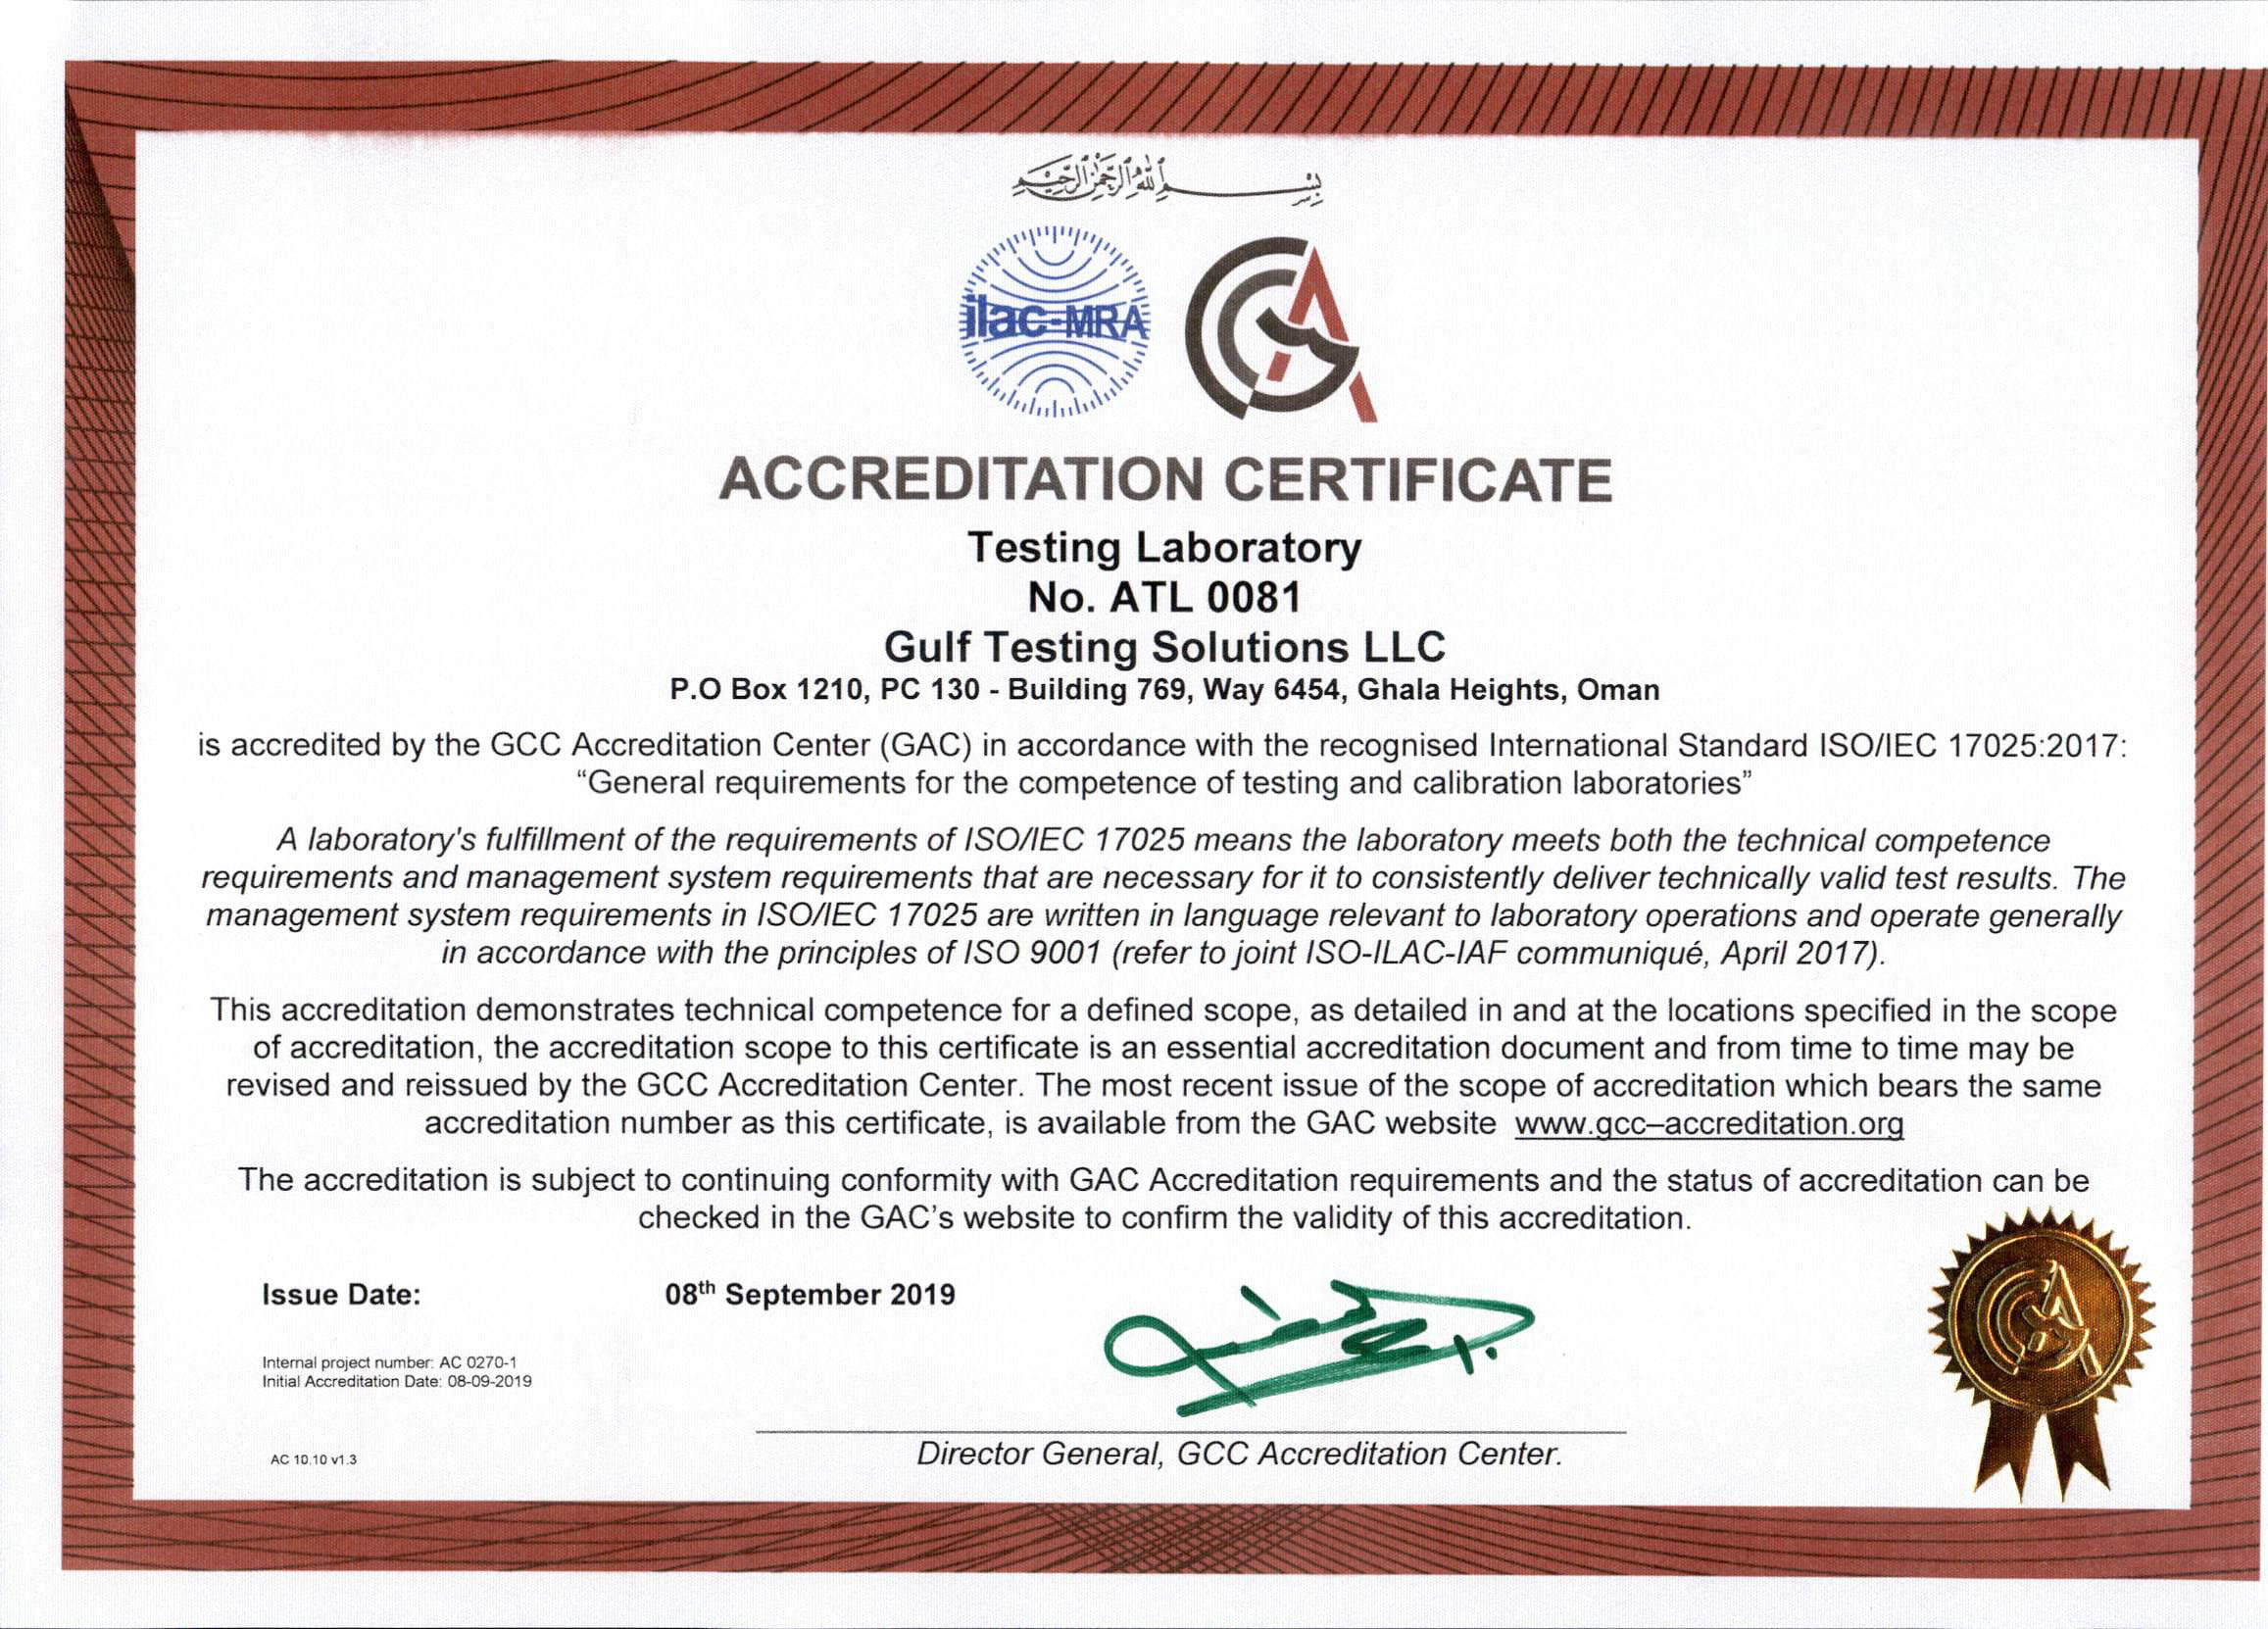 بِسْمِ اللَّهِ الرَّحْمَٰنِ الرَّحِيمِ
ilac-MRA
ACCREDITATION CERTIFICATE
Testing Laboratory
No. ATL 0081
Gulf Testing Solutions LLC
P.O Box 1210, PC 130 - Building 769, Way 6454, Ghala Heights, Oman
is accredited by the GCC Accreditation Center (GAC) in accordance with the recognised International Standard ISO/IEC 17025:2017:
“General requirements for the competence of testing and calibration laboratories”
A laboratory's fulfillment of the requirements of ISO/IEC 17025 means the laboratory meets both the technical competence
requirements and management system requirements that are necessary for it to consistently deliver technically valid test results. The
management system requirements in ISO/IEC 17025 are written in language relevant to laboratory operations and operate generally
in accordance with the principles of ISO 9001 (refer to joint ISO-ILAC-IAF communiqué, April 2017).
This accreditation demonstrates technical competence for a defined scope, as detailed in and at the locations specified in the scope
of accreditation, the accreditation scope to this certificate is an essential accreditation document and from time to time may be
revised and reissued by the GCC Accreditation Center. The most recent issue of the scope of accreditation which bears the same
accreditation number as this certificate, is available from the GAC website www.gcc–accreditation.org
The accreditation is subject to continuing conformity with GAC Accreditation requirements and the status of accreditation can be
checked in the GAC’s website to confirm the validity of this accreditation.
Issue Date: 08th September 2019
Internal project number: AC 0270-1
Initial Accreditation Date: 08-09-2019
Director General, GCC Accreditation Center.
AC 10.10 v1.3